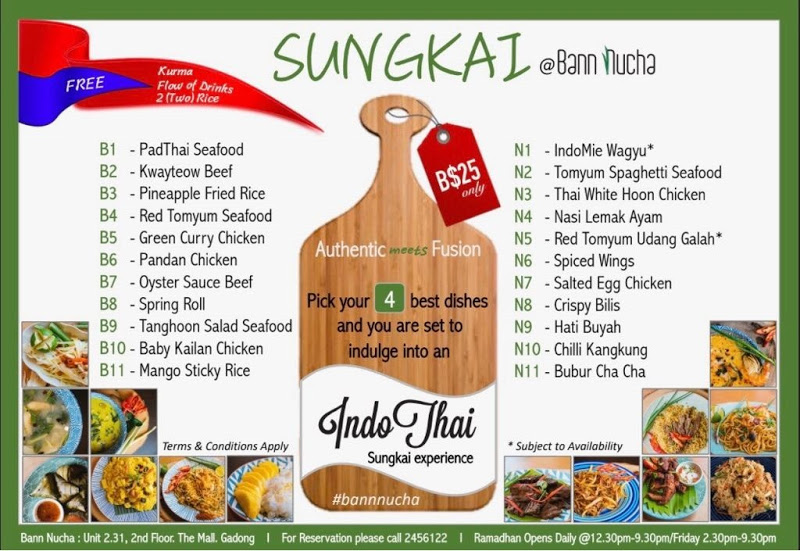 SUNGKAI @Bann Nucha
FREE
Kurma
Flow of Drinks
2 (Two) Rice
B1 - PadThai Seafood
B2 - Kwayteow Beef
B3 - Pineapple Fried Rice
B4 - Red Tomyum Seafood
B5 - Green Curry Chicken
B6 - Pandan Chicken
B7 - Oyster Sauce Beef
B8 - Spring Roll
B9 - Tanghoon Salad Seafood
B10 - Baby Kailan Chicken
B11 - Mango Sticky Rice
Terms & Conditions Apply
B$25
only
Authentic meets Fusion
Pick your 4 best dishes
and you are set to
indulge into an
IndoThai
Sungkai experience
#bannnucha
N1 - IndoMie Wagyu*
N2 - Tomyum Spaghetti Seafood
N3 - Thai White Hoon Chicken
N4 - Nasi Lemak Ayam
N5 - Red Tomyum Udang Galah*
N6 - Spiced Wings
N7 - Salted Egg Chicken
N8 - Crispy Bilis
N9 - Hati Buyah
N10 - Chilli Kangkung
N11 - Bubur Cha Cha
* Subject to Availability
Bann Nucha : Unit 2.31, 2nd Floor. The Mall. Gadong I For Reservation please call 2456122 I Ramadhan Opens Daily @12.30pm-9.30pm/Friday 2.30pm-9.30pm